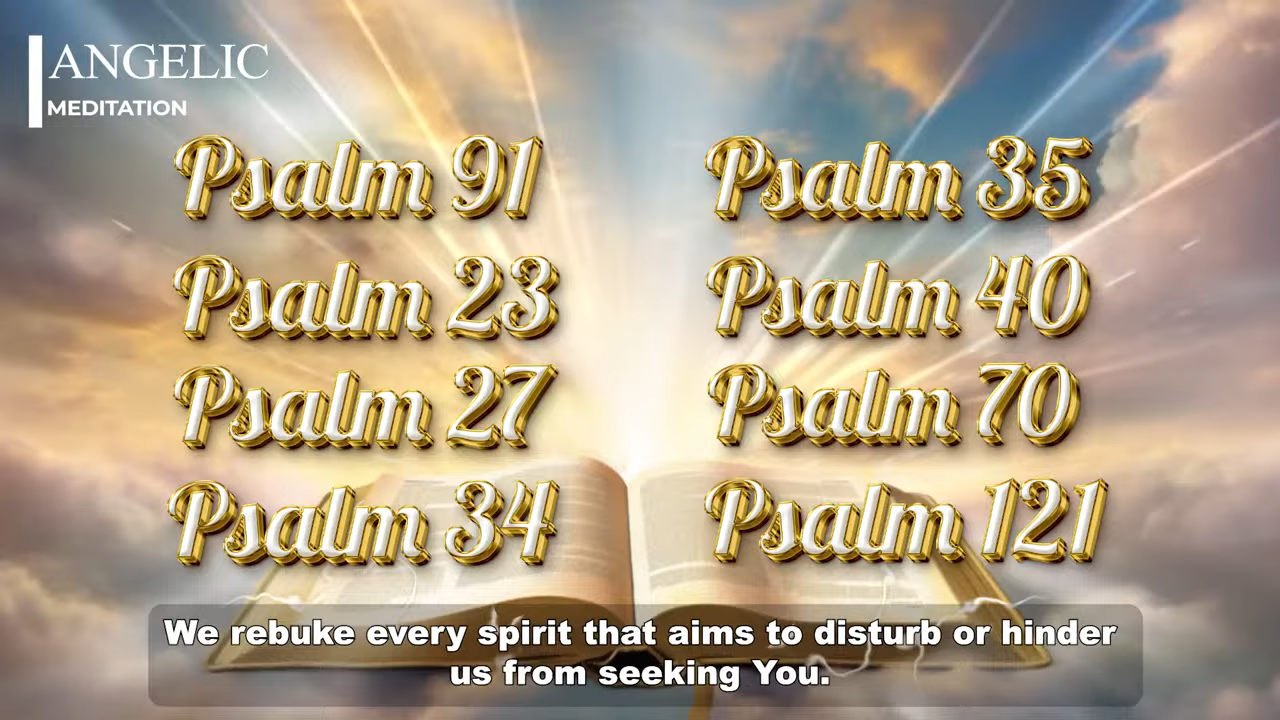 ANGELIC
MEDITATION
Psalm 91
Psalm 23
Psalm 27
Psalm 34
Psalm 35
Psalm 40
Psalm 70
Psalm 121
We rebuke every spirit that aims to disturb or hinder
us from seeking You.